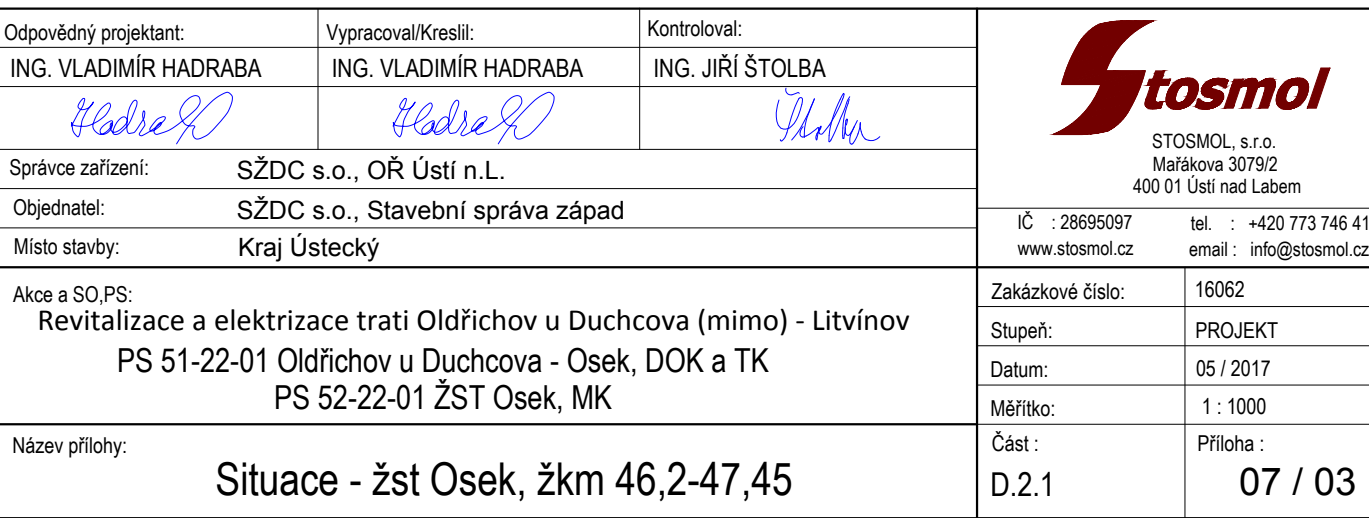 Odpovědný projektant: Vypracoval/Kreslil: Kontroloval:
ING. VLADIMÍR HADRABA ING. VLADIMÍR HADRABA ING. JIŘÍ ŠTOLBA
Hadraba Hadraba Štolba
Stosmol
STOSMOL, s.r.o.
Mařákova 3079/2
400 01 Ústí nad Labem
IČ : 28695097 tel. : +420 773 746 41
www.stosmol.cz email : info@stosmol.cz
Správce zařízení: SŽDC s.o., OŘ Ústí n.L.
Objednatel: SŽDC s.o., Stavební správa západ
Místo stavby: Kraj Ústecký
Akce a SO,PS:
Revitalizace a elektrizace trati Oldřichov u Duchcova (mimo) - Litvínov
PS 51-22-01 Oldřichov u Duchcova - Osek, DOK a TK
PS 52-22-01 ŽST Osek, MK
Zakázkové číslo: 16062
Stupeň: PROJEKT
Datum: 05 / 2017
Měřítko: 1 : 1000
Název přílohy:
Situace - žst Osek, žkm 46,2-47,45
Část : Příloha :
D.2.1 07 / 03